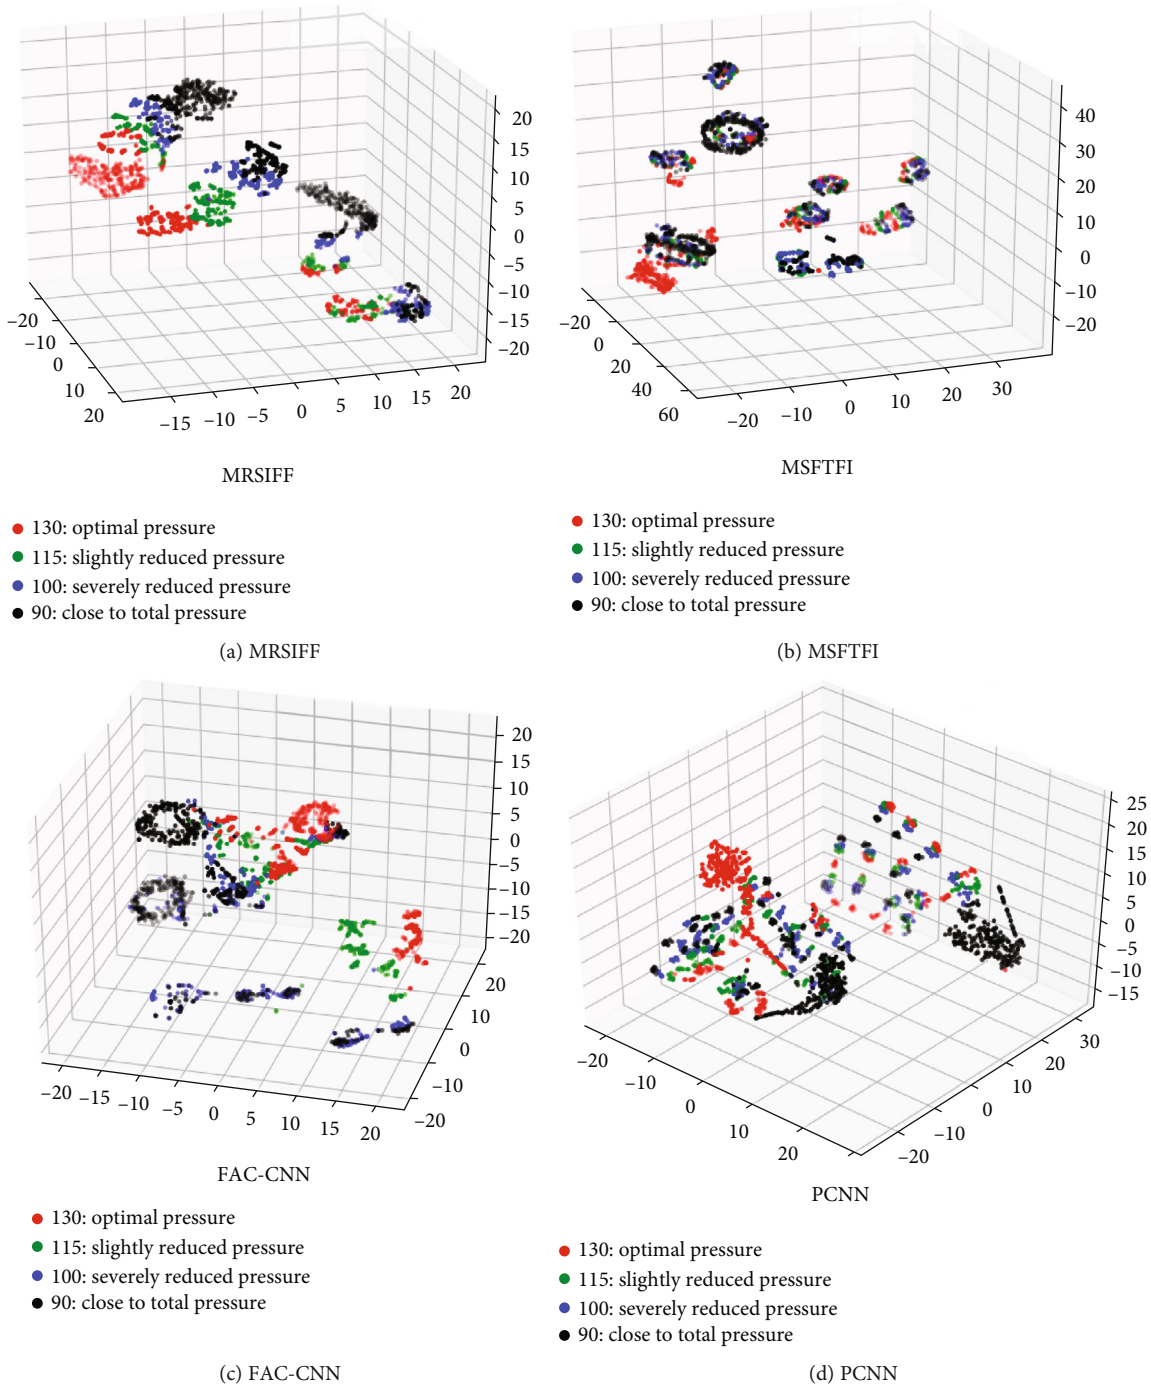 20
15
10
5
0
−5
−10
−15
−20
−20
−10
0
10
20
−15 −10 −5 0 5 10 15 20
MRSIFF
130: optimal pressure
115: slightly reduced pressure
100: severely reduced pressure
90: close to total pressure
(a) MRSIFF
40
30
20
10
0
−10
−20
−20
0
20
40
60
−20 −10 0 10 20 30
MSFTFI
130: optimal pressure
115: slightly reduced pressure
100: severely reduced pressure
90: close to total pressure
(b) MSFTFI
20
15
10
5
0
−5
−10
−15
−20
20
10
0
−10
−20
−20 −15 −10 −5 0 5 10 15 20
FAC-CNN
130: optimal pressure
115: slightly reduced pressure
100: severely reduced pressure
90: close to total pressure
(c) FAC-CNN
25
20
15
10
5
0
−5
−10
−15
30
20
10
0
−10
−20
−20
−10
0
10
20
PCNN
130: optimal pressure
115: slightly reduced pressure
100: severely reduced pressure
90: close to total pressure
(d) PCNN